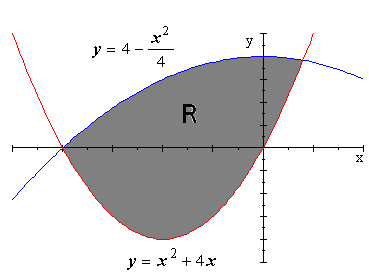 y = 4 - x²/4
y
R
x
y = x² + 4x